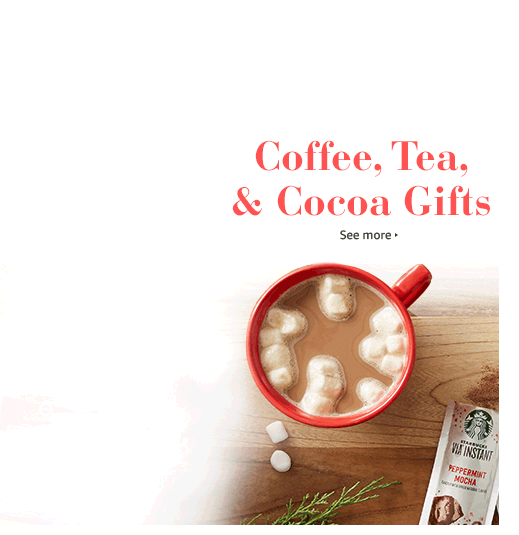 Coffee, Tea,
& Cocoa Gifts
See more
STARBUCKS
VIA INSTANT
PEPPERMINT
MOCHA